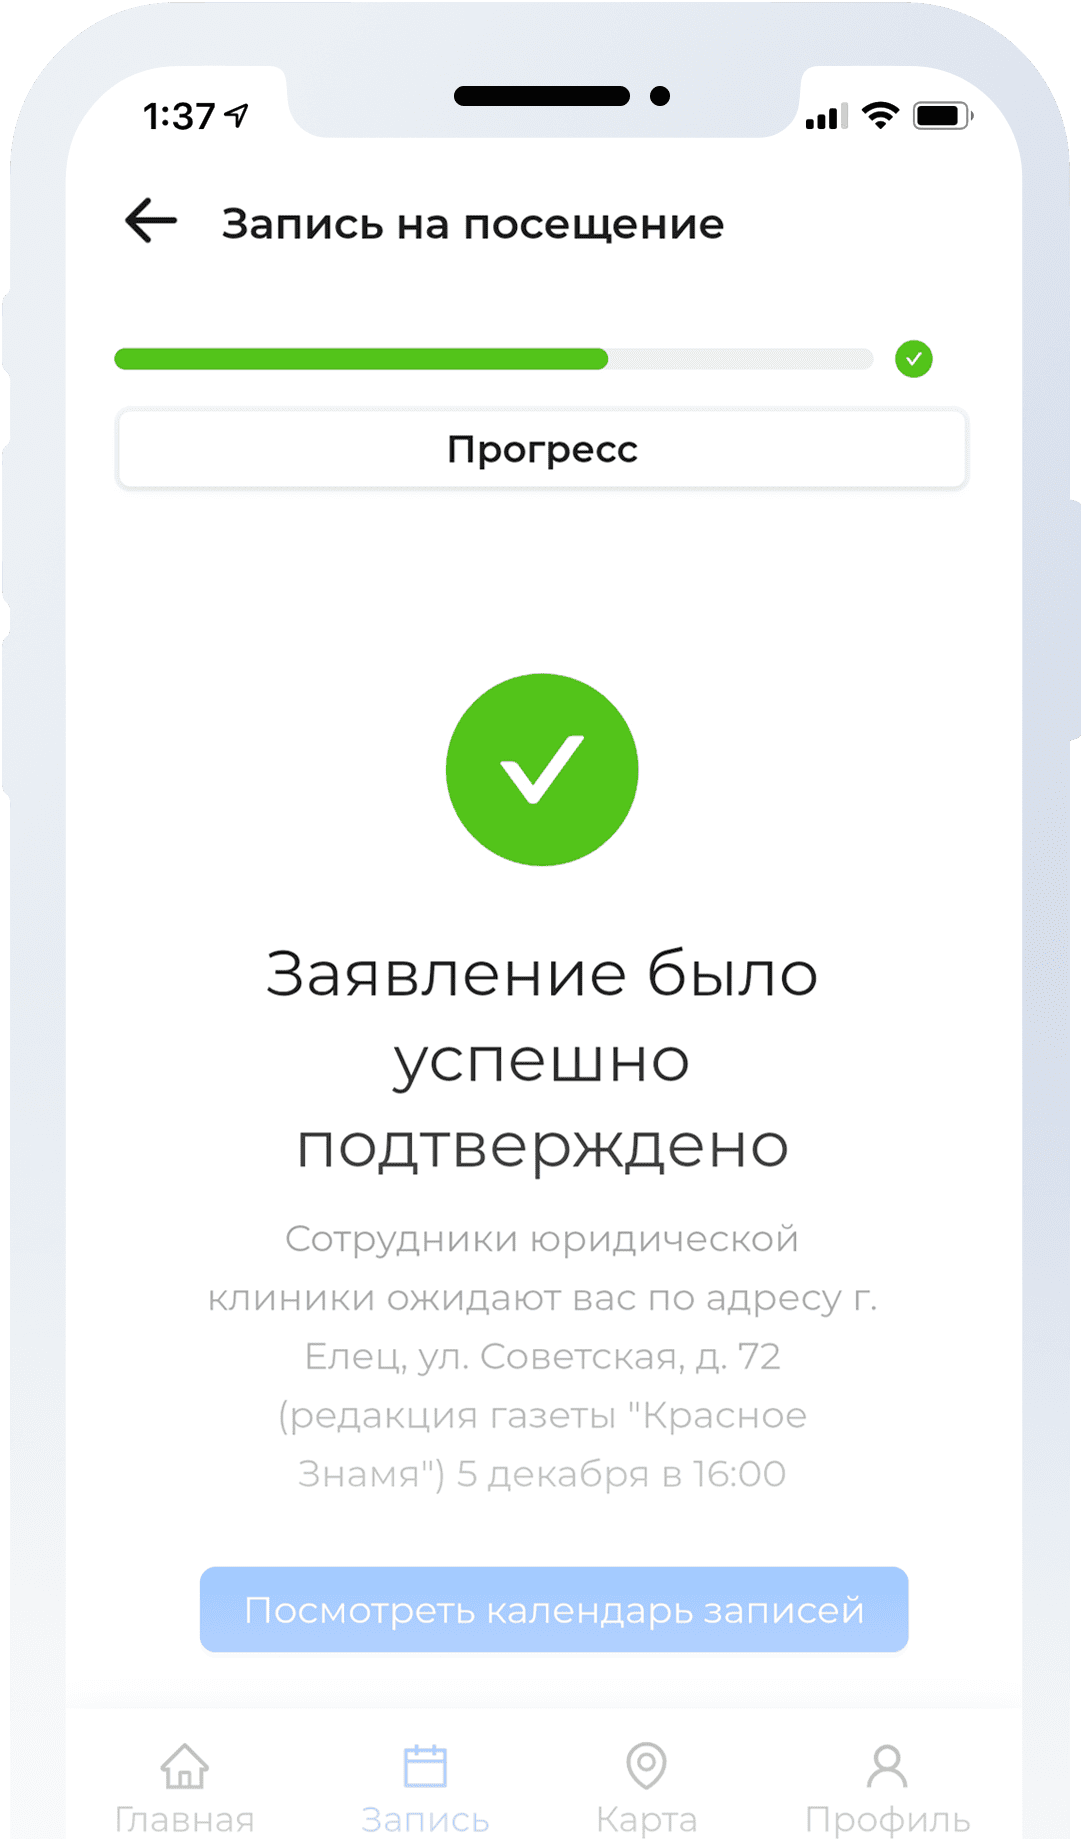 1:37
Запись на посещение
Прогресс
Заявление было
успешно
подтверждено
Сотрудники юридической
клиники ожидают вас по адресу г.
Елец, ул. Советская, д. 72
(редакция газеты "Красное
Знамя") 5 декабря в 16:00
Посмотреть календарь записей
Главная Запись Карта Профиль